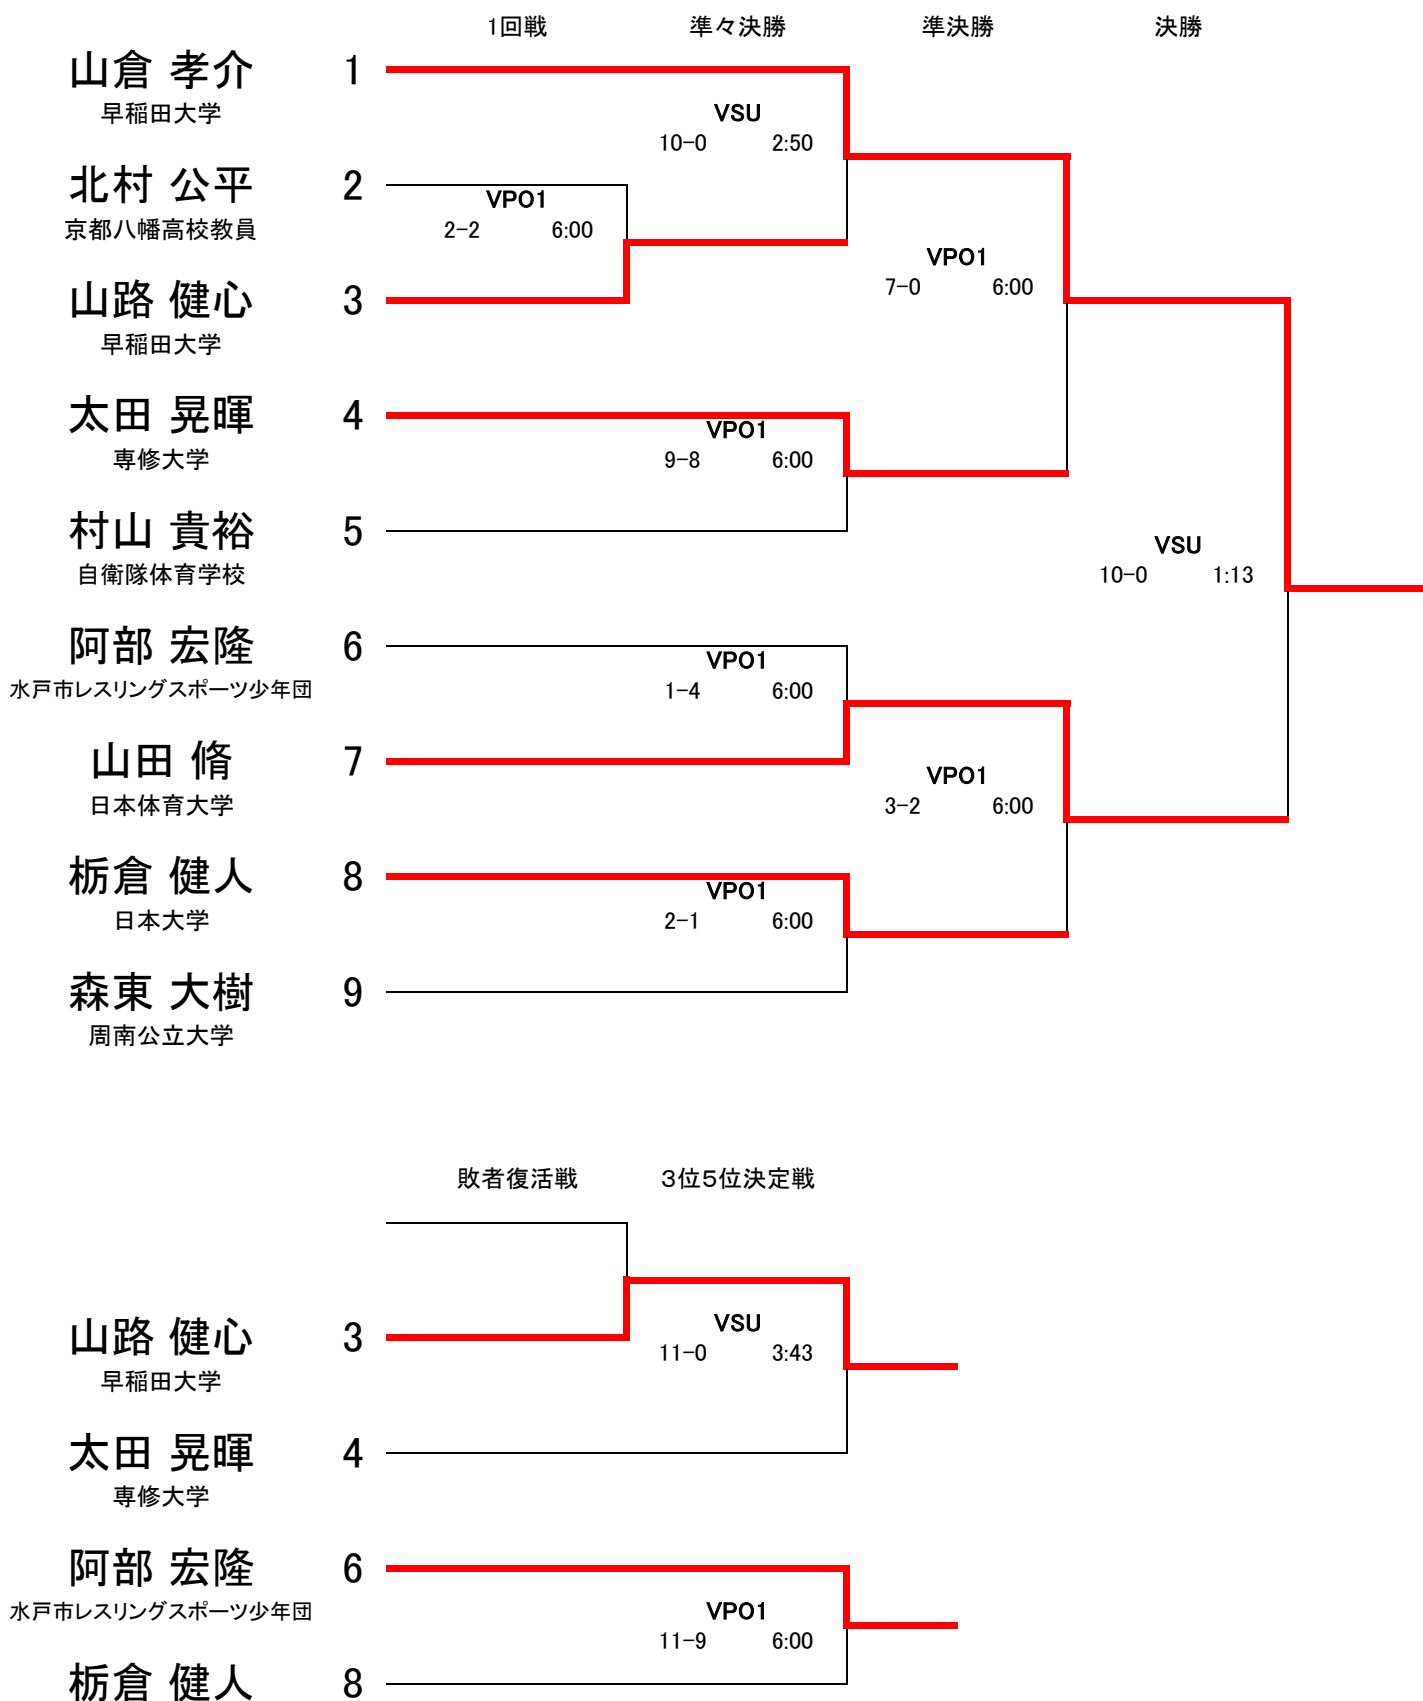 1回戦 準々決勝 準決勝 決勝
山倉 孝介 1
早稲田大学
VSU
10-0 2:50
北村 公平 2
京都八幡高校教員
VPO1
2-2 6:00
VPO1
7-0 6:00
山路 健心 3
早稲田大学
太田 晃暉 4
専修大学
VPO1
9-8 6:00
村山 貴裕 5
自衛隊体育学校
VSU
10-0 1:13
阿部 宏隆 6
水戸市レスリングスポーツ少年団
VPO1
1-4 6:00
山田 脩 7
日本体育大学
VPO1
3-2 6:00
栃倉 健人 8
日本大学
VPO1
2-1 6:00
森東 大樹 9
周南公立大学
敗者復活戦 3位5位決定戦
山路 健心 3
早稲田大学
VSU
11-0 3:43
太田 晃暉 4
専修大学
阿部 宏隆 6
水戸市レスリングスポーツ少年団
VPO1
11-9 6:00
栃倉 健人 8